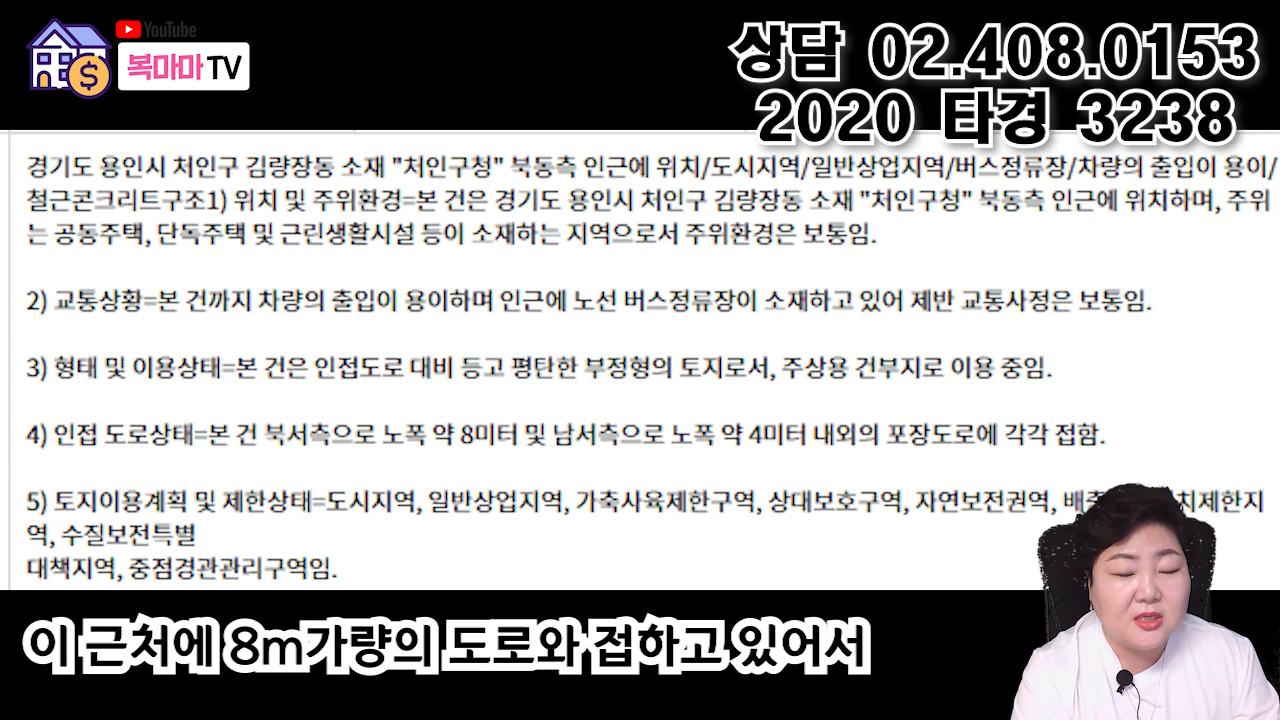 YouTube
복마마 TV
상담 02.408.0153
2020 타경 3238
경기도 용인시 처인구 김량장동 소재 "처인구청" 북동측 인근에 위치/도시지역/일반상업지역/버스정류장/차량의 출입이 용이/
철근콘크리트구조1) 위치 및 주위환경=본 건은 경기도 용인시 처인구 김량장동 소재 "처인구청" 북동측 인근에 위치하며, 주위
는 공동주택, 단독주택 및 근린생활시설 등이 소재하는 지역으로서 주위환경은 보통임.
2) 교통상황=본 건까지 차량의 출입이 용이하며 인근에 노선 버스정류장이 소재하고 있어 제반 교통사정은 보통임.
3) 형태 및 이용상태=본 건은 인접도로 대비 등고 평탄한 부정형의 토지로서, 주상용 건부지로 이용 중임.
4) 인접 도로상태=본 건 북서측으로 노폭 약 8미터 및 남서측으로 노폭 약 4미터 내외의 포장도로에 각각 접함.
5) 토지이용계획 및 제한상태=도시지역, 일반상업지역, 가축사육제한구역, 상대보호구역, 자연보전권역, 치제한지
역, 수질보전특별
대책지역, 중점경관관리구역임.
이 근처에 8m가량의 도로와 접하고 있어서